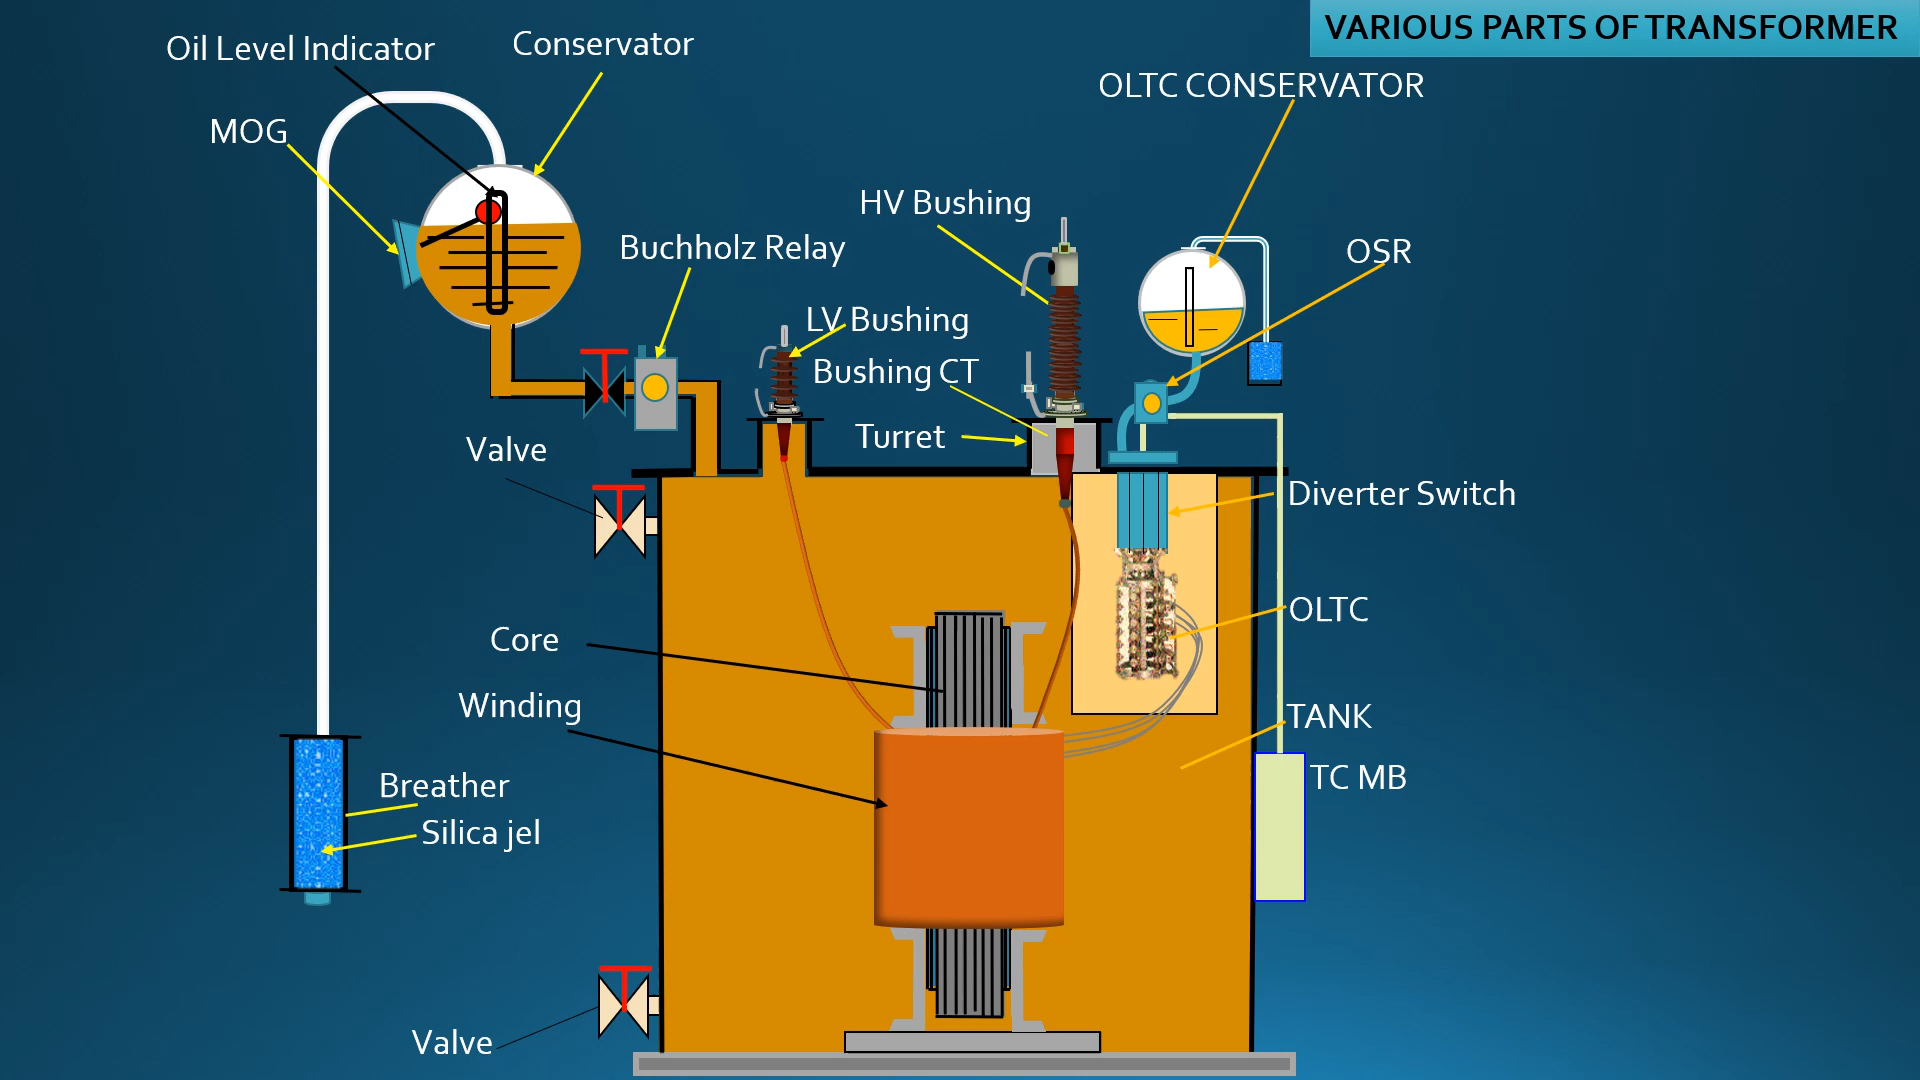 VARIOUS PARTS OF TRANSFORMER
Oil Level Indicator
Conservator
OLTC CONSERVATOR
MOG
HV Bushing
Buchholz Relay
OSR
LV Bushing
Bushing CT
Turret
Valve
Diverter Switch
OLTC
Core
Winding
TANK
TC MB
Breather
Silica jel
Valve